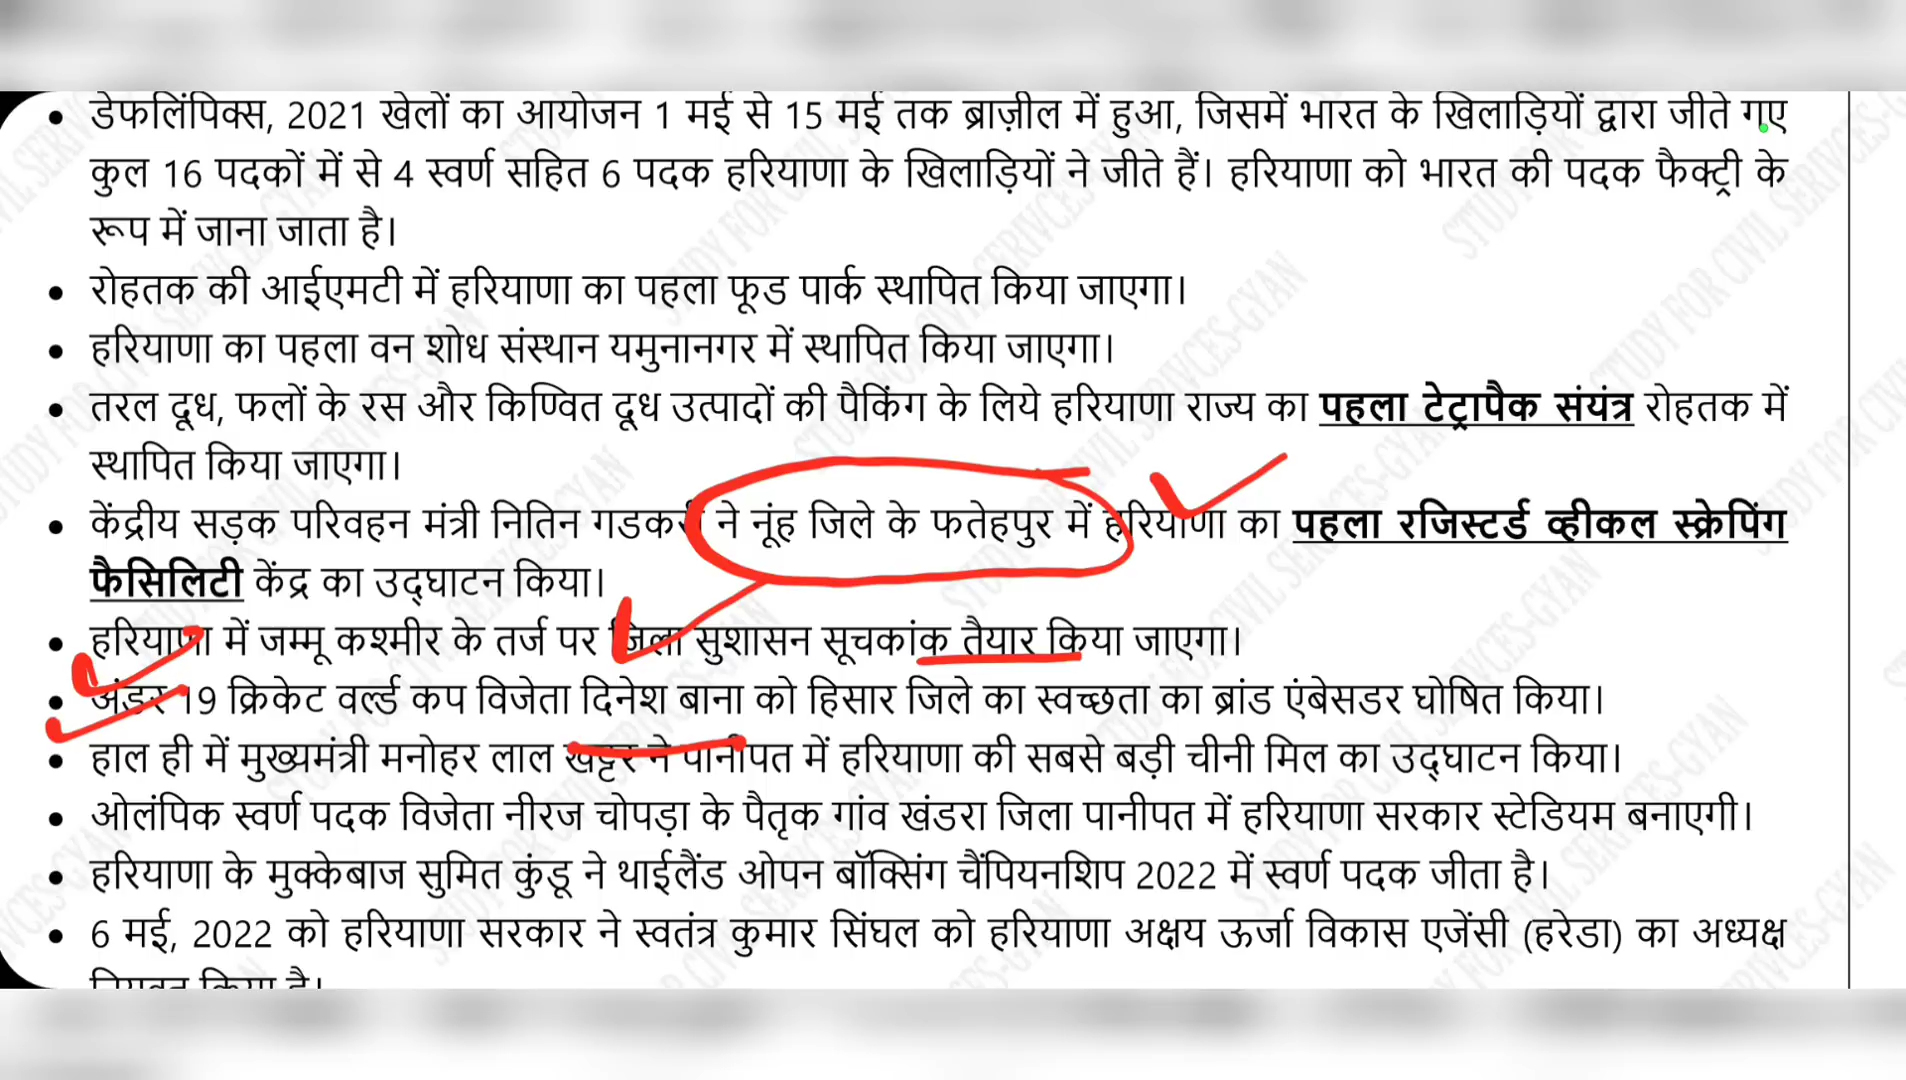 • डेफलिंपिक्स, 2021 खेलों का आयोजन 1 मई से 15 मई तक ब्राज़ील में हुआ, जिसमें भारत के खिलाड़ियों द्वारा जीते गए
कुल 16 पदकों में से 4 स्वर्ण सहित 6 पदक हरियाणा के खिलाड़ियों ने जीते हैं। हरियाणा को भारत की पदक फैक्ट्री के
रूप में जाना जाता है।
• रोहतक की आईएमटी में हरियाणा का पहला फूड पार्क स्थापित किया जाएगा।
• हरियाणा का पहला वन शोध संस्थान यमुनानगर में स्थापित किया जाएगा।
• तरल दूध, फलों के रस और किण्वित दूध उत्पादों की पैकिंग के लिये हरियाणा राज्य का पहला टेट्रापैक संयंत्र रोहतक में
स्थापित किया जाएगा।
• केंद्रीय सड़क परिवहन मंत्री नितिन गडकरी ने नूंह जिले के फतेहपुर में हरियाणा का पहला रजिस्टर्ड व्हीकल स्क्रेपिंग
फैसिलिटी केंद्र का उद्घाटन किया।
• हरियाणा में जम्मू कश्मीर के तर्ज पर जिला सुशासन सूचकांक तैयार किया जाएगा।
• अंडर 19 क्रिकेट वर्ल्ड कप विजेता दिनेश बाना को हिसार जिले का स्वच्छता का ब्रांड एंबेसडर घोषित किया।
• हाल ही में मुख्यमंत्री मनोहर लाल खट्टर ने पानीपत में हरियाणा की सबसे बड़ी चीनी मिल का उद्घाटन किया।
• ओलंपिक स्वर्ण पदक विजेता नीरज चोपड़ा के पैतृक गांव खंडरा जिला पानीपत में हरियाणा सरकार स्टेडियम बनाएगी।
• हरियाणा के मुक्केबाज सुमित कुंडू ने थाईलैंड ओपन बॉक्सिंग चैंपियनशिप 2022 में स्वर्ण पदक जीता है।
• 6 मई, 2022 को हरियाणा सरकार ने स्वतंत्र कुमार सिंघल को हरियाणा अक्षय ऊर्जा विकास एजेंसी (हरेडा) का अध्यक्ष
नियुक्त किया है।